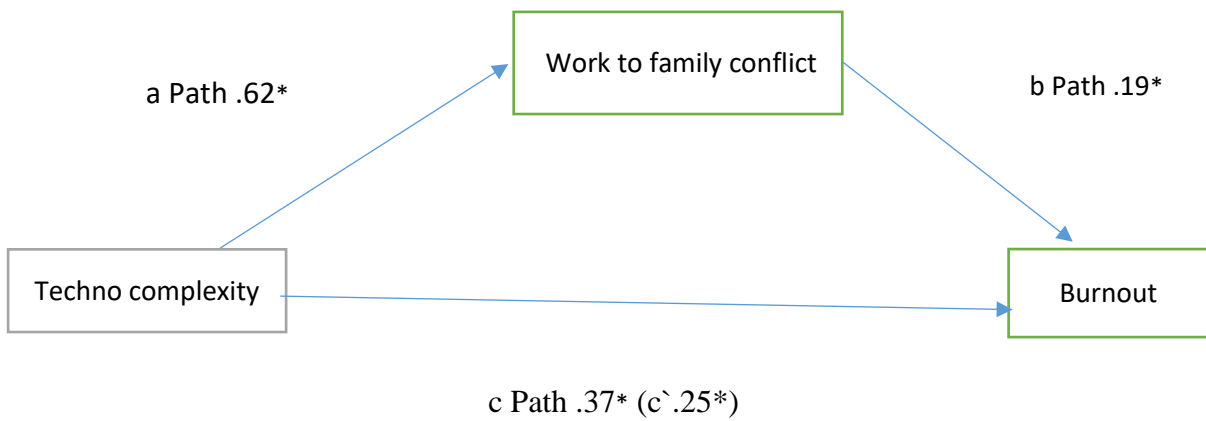 Work to family conflict
a Path .62*
b Path .19*
Techno complexity
Burnout
c Path .37* (c`.25*)